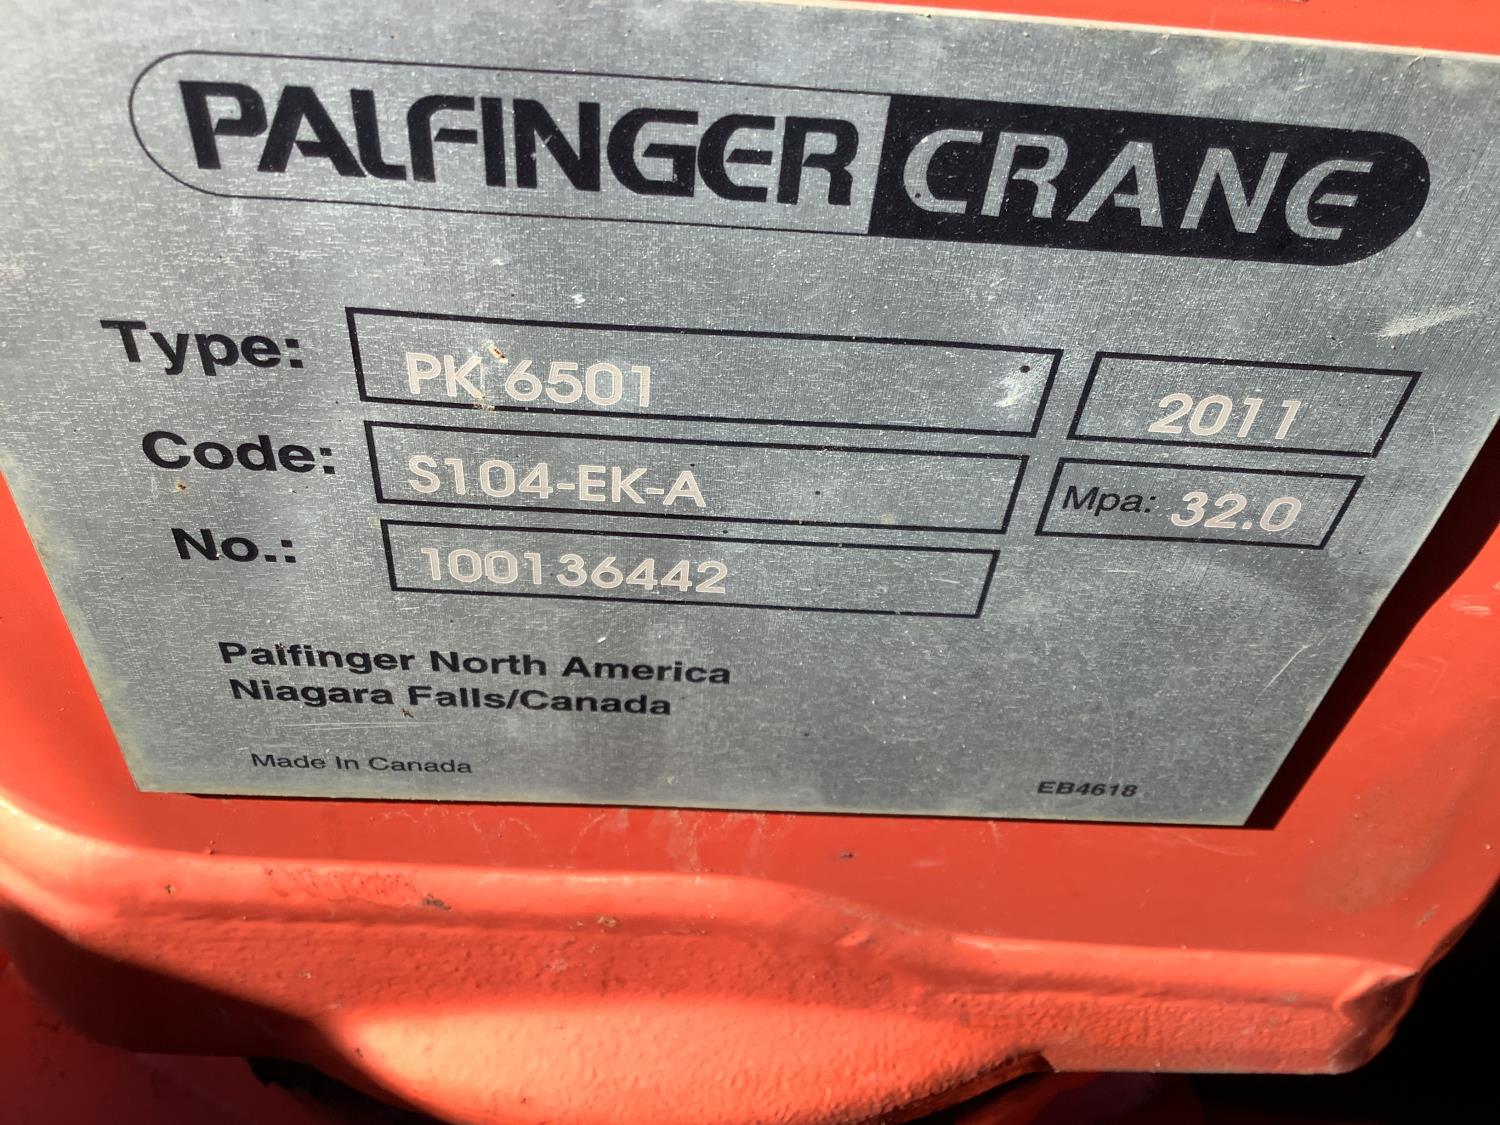 PALFINGER CRANE
Type: PK 6501 2011
Code: S104-EK-A Mpa: 32.0
No.: 100136442
Palfinger North America
Niagara Falls/Canada
Made In Canada
EB4618